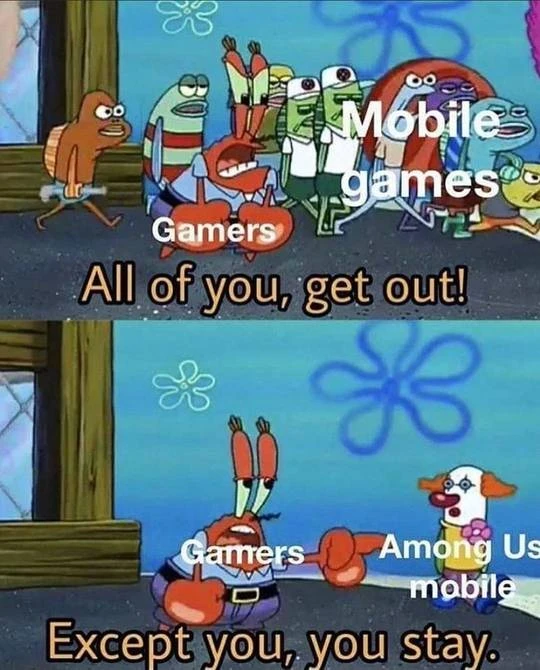 Mobile
games
Gamers
All of you, get out!
Gamers
Among Us
mobile
Except you, you stay.